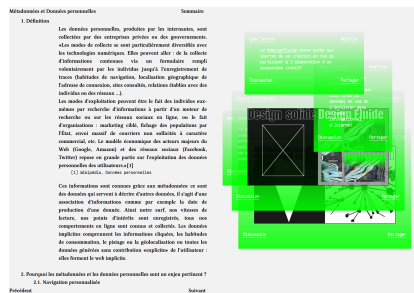 Métadonnées et Données personnelles
Sommaire
1. Définition
Les données personnelles, produites par les internautes, sont
collectées par des entreprises privées ou des gouvernements.
«Les modes de collecte se sont particulièrement diversifiés avec
les technologies numériques. Elles peuvent aller : de la collecte
d'informations contenues via un formulaire rempli
volontairement par les individus jusqu'à l'enregistrement de
traces (habitudes de navigation, localisation géographique de
l'adresse de connexion, sites consultés, relations établies avec des
individus ou des réseaux ...).
Les modes d'exploitation peuvent être le fait des individus eux-
mêmes par recherche d'informations à partir d'un moteur de
recherche ou sur les réseaux sociaux en ligne, ou le fait
d'organisations : marketing ciblé, fichage des populations par
l'État, envoi massif de courriers non sollicités à caractère
commercial, etc. Le modèle économique des acteurs majeurs du
Web (Google, Amazon) et des réseaux sociaux (Facebook,
Twitter) repose en grande partie sur l'exploitation des données
personnelles des utilisateurs.«[1]
[1] Wikipédia, Données personnelles
Ces informations sont connues grâce aux métadonnées: ce sont
des données qui servent à décrire d'autres données, il s'agit d'une
association d'informations comme par exemple la date de
production d'une donnée. Ainsi notre surf, nos vitesses de
lecture, nos points d'intérêts sont enregistrés, tous nos
comportements en ligne sont connus et collectés. Les données
implicites comprennent les informations cliquées, les habitudes
de consommation, le pistage ou la géolocalisation ou toutes les
données générées sans contribution «explicite» de l'utilisateur :
elles forment le web implicite.
2. Pourquoi les métadonnées et les données personnelles sont un enjeu pertinent ?
2.1. Navigation personnalisée
Précédent
Suivant
Modifier
Discussion
Partager
Design solide
Design Fluide
Discussion
Partager
Discussion
Partager